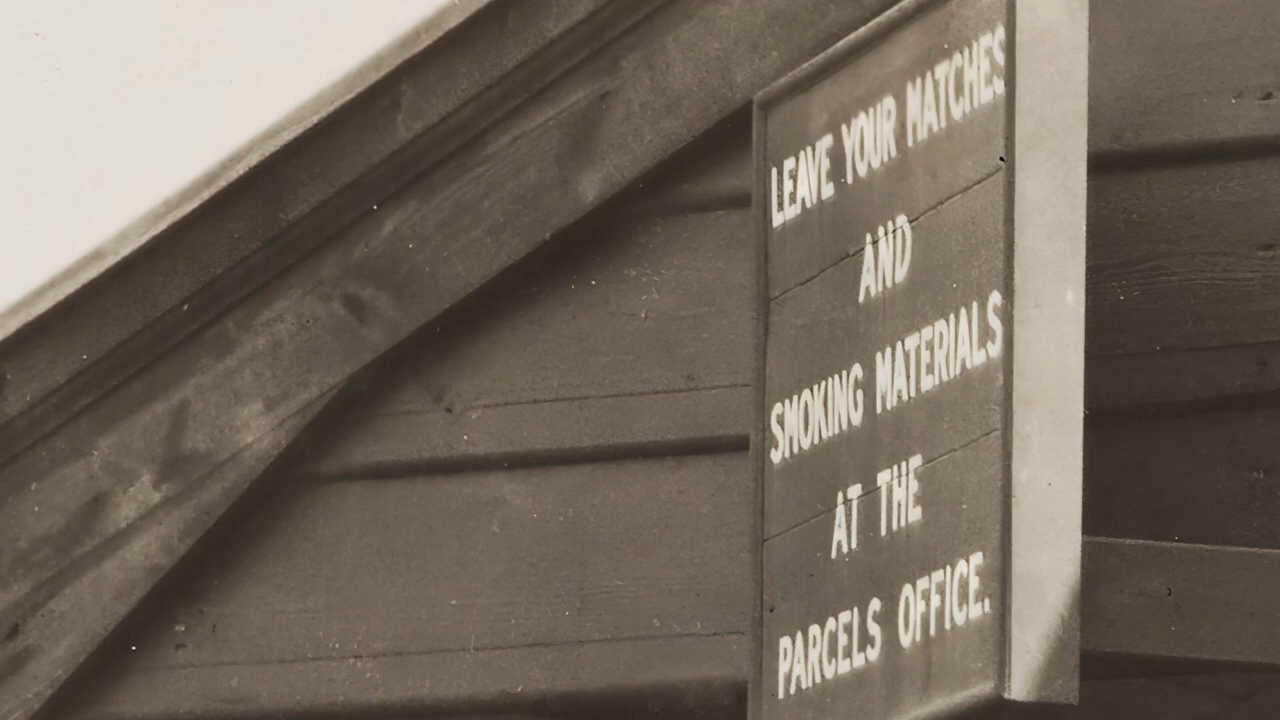 LEAVE YOUR MATCHES
AND
SMOKING MATERIALS
AT THE
PARCELS OFFICE.